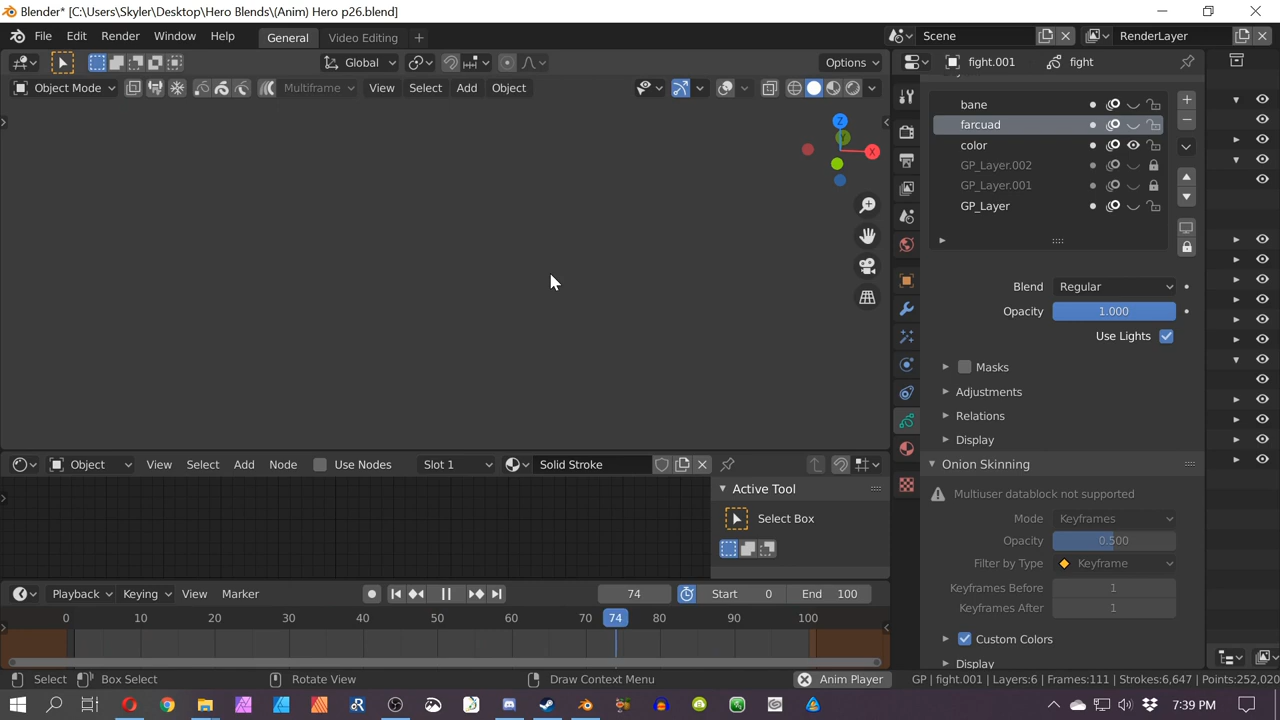 Blender* [C:\Users\Skyler\Desktop\Hero Blends\(Anim) Hero p26.blend]
File Edit Render Window Help General Video Editing + Scene RenderLayer
Global Options
fight.001 fight
Object Mode Multiframe View Select Add Object
bane
farcuad
color
GP_Layer.002
GP_Layer.001
GP_Layer
Z
Y
X
Blend Regular
Opacity 1.000
Use Lights
Masks
Adjustments
Relations
Display
Object View Select Add Node Use Nodes Slot 1 Solid Stroke
Onion Skinning
Active Tool
Multiuser datablock not supported
Select Box
Mode Keyframes
Opacity 0.500
Filter by Type Keyframe
Keyframes Before 1
Keyframes After 1
Playback Keying View Marker 74 Start 0 End 100
0 10 20 30 40 50 60 70 74 80 90 100
Custom Colors
Display
Select Box Select Rotate View Draw Context Menu Anim Player GP | fight.001 | Layers:6 | Frames:111 | Strokes:6,647 | Points:252,020
7:39 PM